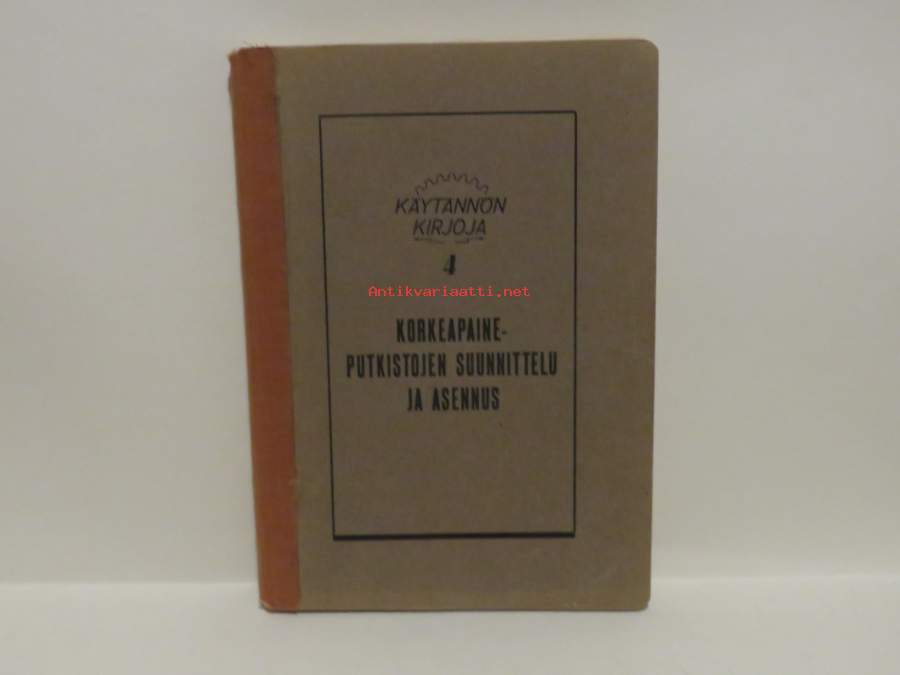 KÄYTÄNNÖN
KIRJOJA
4
Antikvariaatti.net
KORKEAPAINE-
PUTKISTOJEN SUUNNITTELU
JA ASENNUS